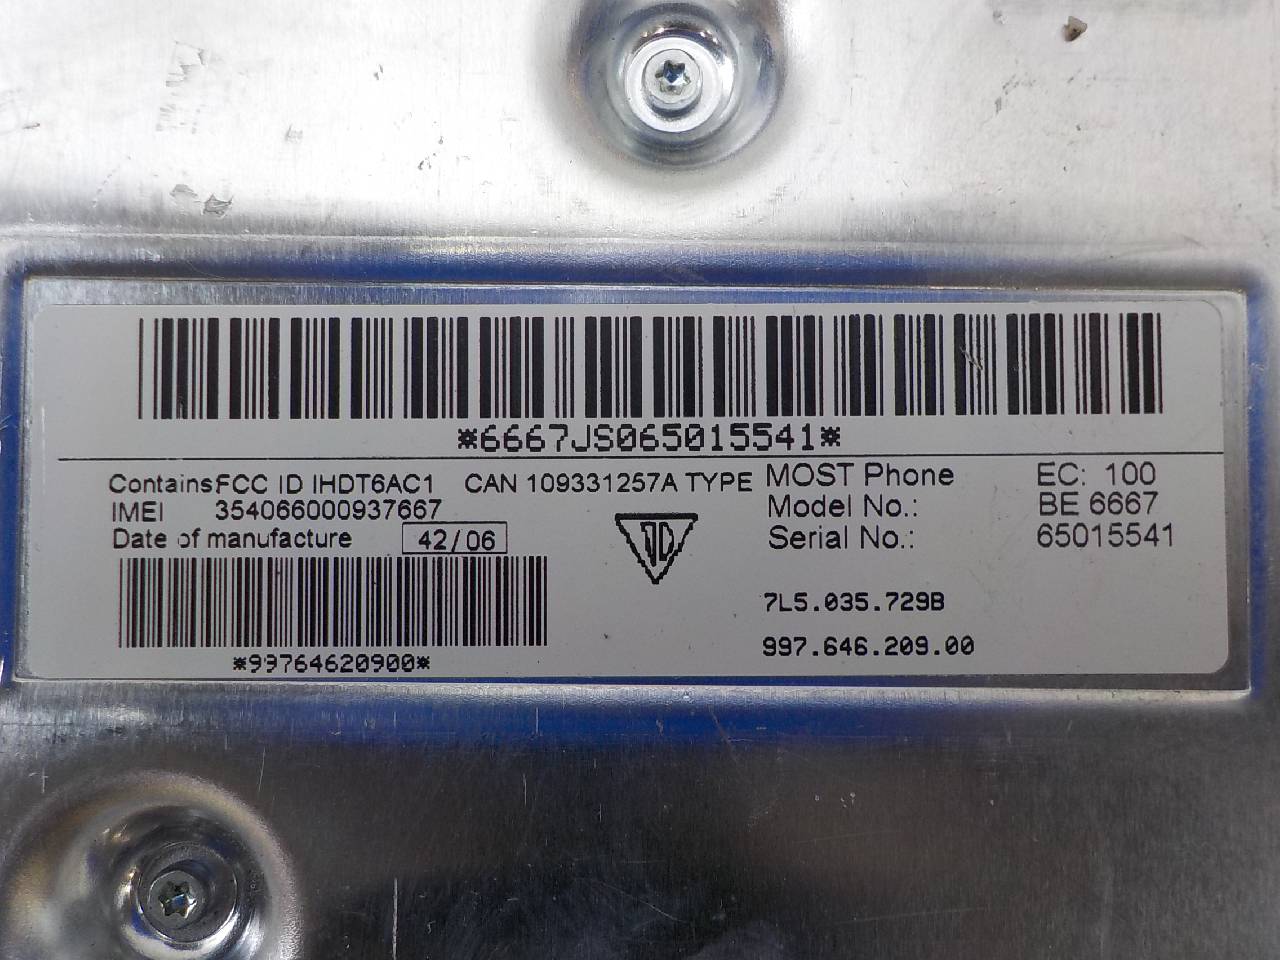 *6667JS065015541*
Contains FCC ID IHDT6AC1 CAN 109331257A TYPE
IMEI 354066000937667
Date of manufacture 42/06
*99764620900*
MOST Phone EC: 100
Model No.: BE 6667
Serial No.: 65015541
7L5.035.729B
997.646.209.00